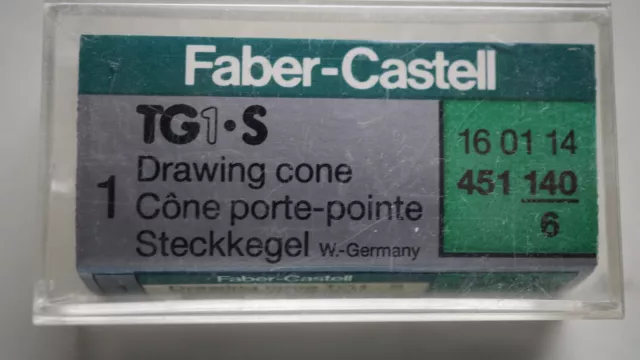 Faber-Castell
TG1·S
1
Drawing cone
Cône porte-pointe
Steckkegel W.-Germany
16 01 14
451 140
6
Faber-Castell